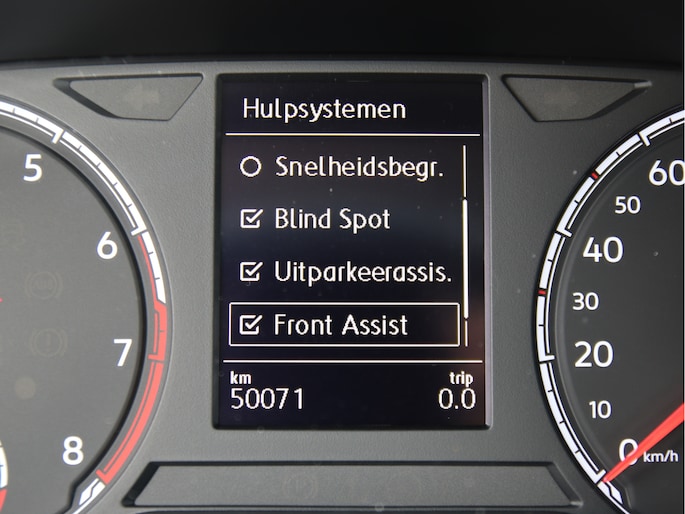 Hulpsystemen
Snelheidsbegr.
Blind Spot
Uitparkeerassis.
Front Assist
km trip
50071 0.0
5
6
7
8
60
50
40
30
20
10
0 km/h